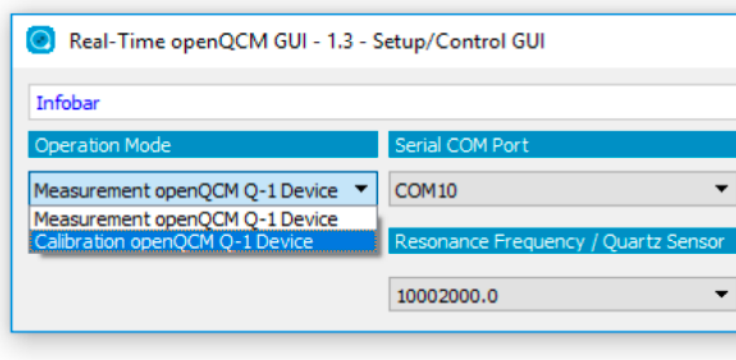 Real-Time openQCM GUI - 1.3 - Setup/Control GUI
Infobar
Operation Mode
Serial COM Port
Measurement openQCM Q-1 Device
COM10
Measurement openQCM Q-1 Device
Calibration openQCM Q-1 Device
Resonance Frequency / Quartz Sensor
10002000.0